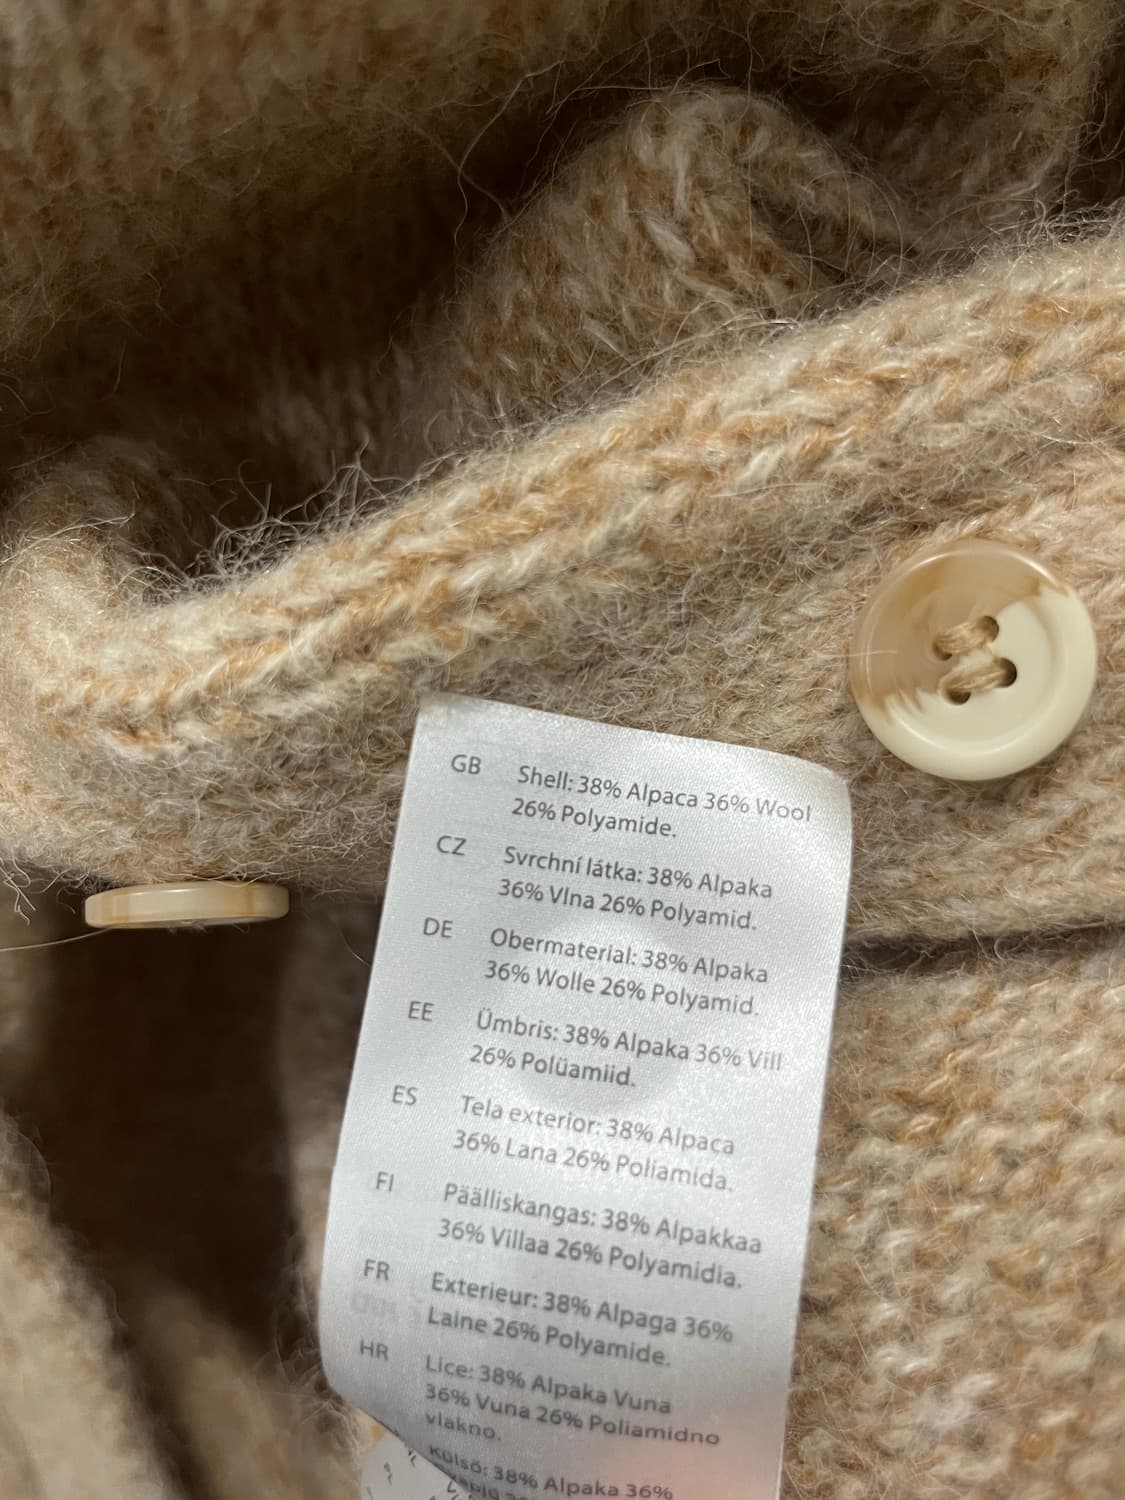 GB Shell: 38% Alpaca 36% Wool
26% Polyamide.
CZ Svrchní látka: 38% Alpaka
36% Vlna 26% Polyamid.
DE Obermaterial: 38% Alpaka
36% Wolle 26% Polyamid.
EE Ümbris: 38% Alpaka 36% Vill
26% Polüamiid.
ES Tela exterior: 38% Alpaca
36% Lana 26% Poliamida.
FI Päälliskangas: 38% Alpakkaa
36% Villaa 26% Polyamidia.
FR Exterieur: 38% Alpaga 36%
Laine 26% Polyamide.
HR Lice: 38% Alpaka Vuna
36% Vuna 26% Poliamidno
vlakno.
Külső: 38% Alpaka 36%